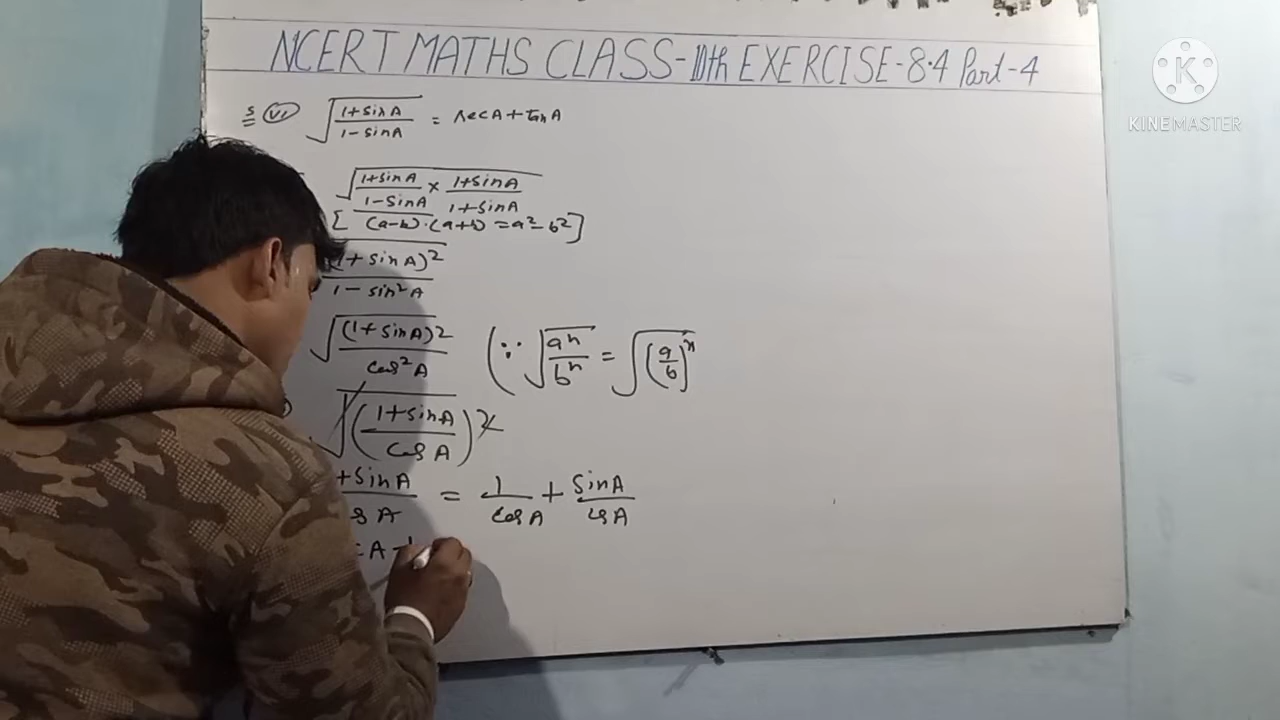 NCERT MATHS CLASS-10th EXERCISE-8.4 Part-4
KINEMASTER
5 (vi) √((1+sinA)/(1-sinA)) = secA+tanA
√((1+sinA)/(1-sinA) × (1+sinA)/(1+sinA))
[(a-b)·(a+b) = a²-b²]
(1+sinA)²/(1-sin²A)
√((1+sinA)²/cos²A) (∵ √(aⁿ/bⁿ) = √((a/b)ⁿ)
√((1+sinA)/cosA)²
+sinA/sA = 1/cosA + sinA/cosA
A +